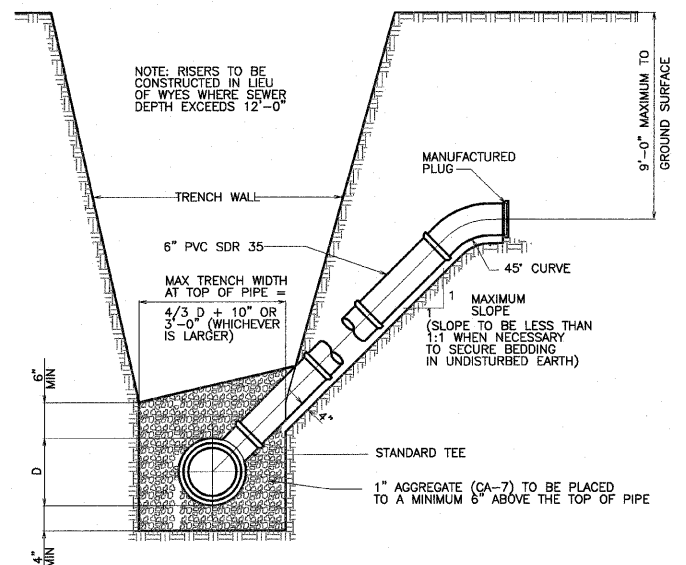 NOTE: RISERS TO BE
CONSTRUCTED IN LIEU
OF WYES WHERE SEWER
DEPTH EXCEEDS 12'-0"
9'-0" MAXIMUM TO
GROUND SURFACE
MANUFACTURED
PLUG
TRENCH WALL
6" PVC SDR 35
45° CURVE
MAX TRENCH WIDTH
AT TOP OF PIPE =
4/3 D + 10" OR
3'-0" (WHICHEVER
IS LARGER)
1
1
MAXIMUM
SLOPE
(SLOPE TO BE LESS THAN
1:1 WHEN NECESSARY
TO SECURE BEDDING
IN UNDISTURBED EARTH)
6"
MIN
4"
STANDARD TEE
D
1" AGGREGATE (CA-7) TO BE PLACED
TO A MINIMUM 6" ABOVE THE TOP OF PIPE
4"
MIN